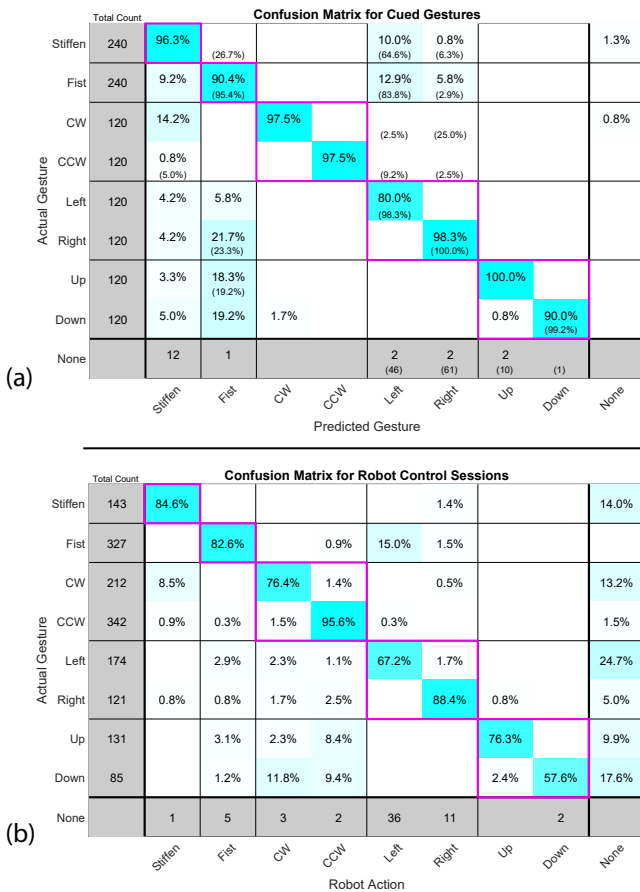 Total Count Confusion Matrix for Cued Gestures
Stiffen 240 96.3% (26.7%) 10.0% (64.6%) 0.8% (6.3%) 1.3%
Fist 240 9.2% 90.4% (95.4%) 12.9% (83.8%) 5.8% (2.9%)
CW 120 14.2% 97.5% (2.5%) (25.0%) 0.8%
CCW 120 0.8% (5.0%) 97.5% (9.2%) (2.5%)
Left 120 4.2% 5.8% 80.0% (98.3%)
Right 120 4.2% 21.7% (23.3%) 98.3% (100.0%)
Up 120 3.3% 18.3% (19.2%) 100.0%
Down 120 5.0% 19.2% 1.7% 0.8% 90.0% (99.2%)
None 12 1 2 (46) 2 (61) 2 (10) (1)
Actual Gesture
(a)
Stiffen Fist CW CCW Left Right Up Down None
Predicted Gesture
Total Count Confusion Matrix for Robot Control Sessions
Stiffen 143 84.6% 1.4% 14.0%
Fist 327 82.6% 0.9% 15.0% 1.5%
CW 212 8.5% 76.4% 1.4% 0.5% 13.2%
CCW 342 0.9% 0.3% 1.5% 95.6% 0.3% 1.5%
Left 174 2.9% 2.3% 1.1% 67.2% 1.7% 24.7%
Right 121 0.8% 0.8% 1.7% 2.5% 88.4% 0.8% 5.0%
Up 131 3.1% 2.3% 8.4% 76.3% 9.9%
Down 85 1.2% 11.8% 9.4% 2.4% 57.6% 17.6%
None 1 5 3 2 36 11 2
Actual Gesture
(b)
Stiffen Fist CW CCW Left Right Up Down None
Robot Action